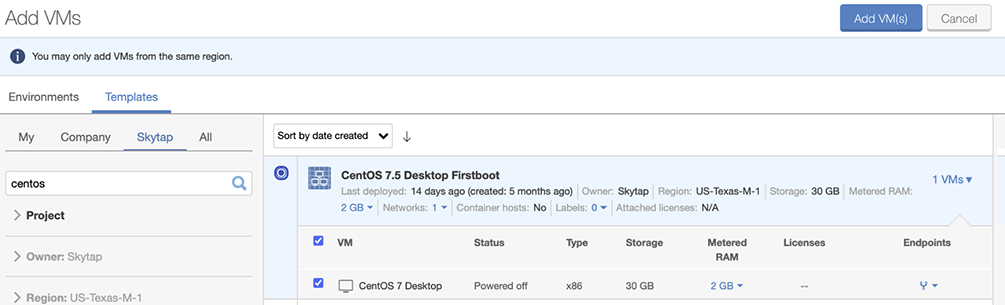 Add VMs
Add VM(s)
Cancel
You may only add VMs from the same region.
Environments
Templates
My
Company
Skytap
All
centos
Project
Owner: Skytap
Region: US-Texas-M-1
Sort by date created
CentOS 7.5 Desktop Firstboot
Last deployed: 14 days ago (created: 5 months ago) Owner: Skytap Region: US-Texas-M-1 Storage: 30 GB Metered RAM:
2 GB Networks: 1 Container hosts: No Labels: 0 Attached licenses: N/A
1 VMs
VM Status Type Storage Metered RAM Licenses Endpoints
CentOS 7 Desktop Powered off x86 30 GB 2 GB --